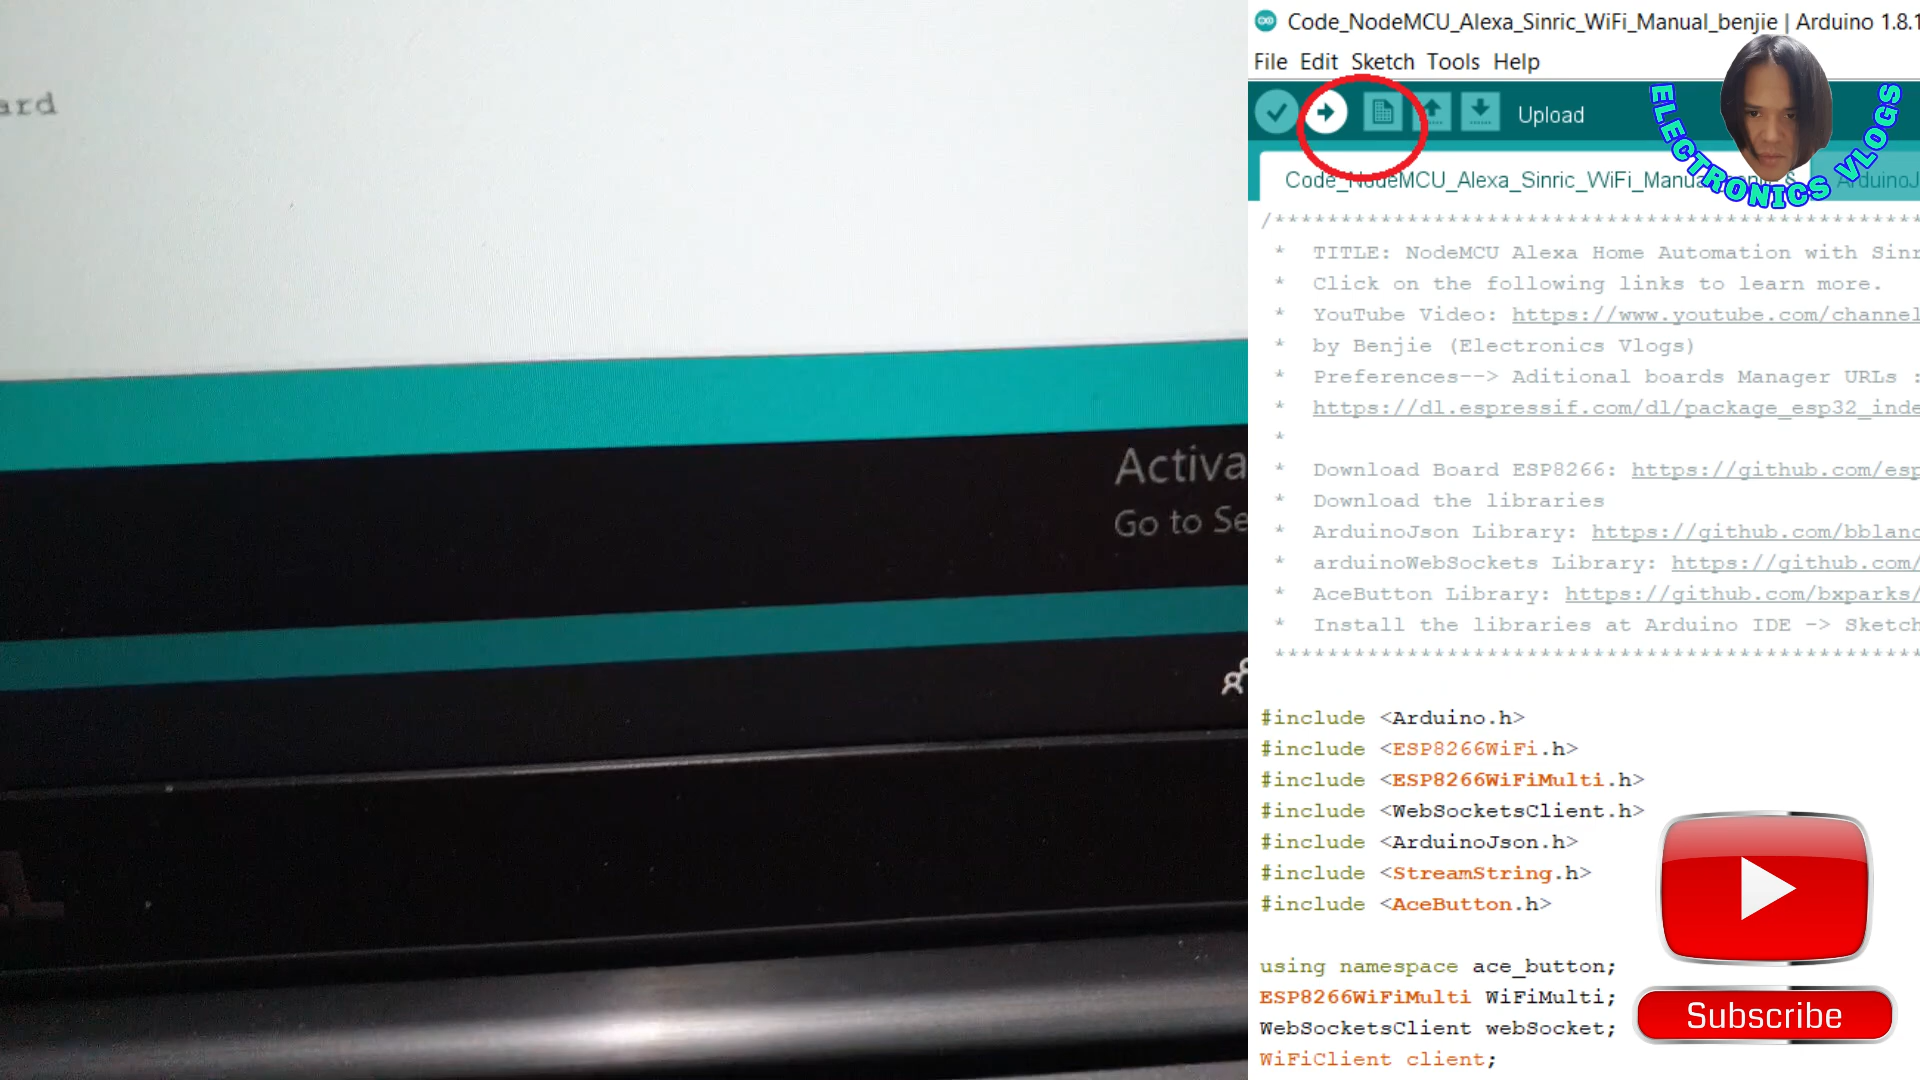 ard
Activa
Go to Se
Code_NodeMCU_Alexa_Sinric_WiFi_Manual_benjie | Arduino 1.8.1
File Edit Sketch Tools Help
Upload
ELECTRONICS VLOGS
Code_NodeMCU_Alexa_Sinric_WiFi_Manual
ArduinoJ
/**************************************************
* TITLE: NodeMCU Alexa Home Automation with Sinr
* Click on the following links to learn more.
* YouTube Video: https://www.youtube.com/channel
* by Benjie (Electronics Vlogs)
* Preferences--> Aditional boards Manager URLs :
* https://dl.espressif.com/dl/package_esp32_inde
*
* Download Board ESP8266: https://github.com/esp
* Download the libraries
* ArduinoJson Library: https://github.com/bblanc
* arduinoWebSockets Library: https://github.com/
* AceButton Library: https://github.com/bxparks/
* Install the libraries at Arduino IDE -> Sketch
**************************************************
#include <Arduino.h>
#include <ESP8266WiFi.h>
#include <ESP8266WiFiMulti.h>
#include <WebSocketsClient.h>
#include <ArduinoJson.h>
#include <StreamString.h>
#include <AceButton.h>
using namespace ace_button;
ESP8266WiFiMulti WiFiMulti;
WebSocketsClient webSocket;
WiFiClient client;
Subscribe